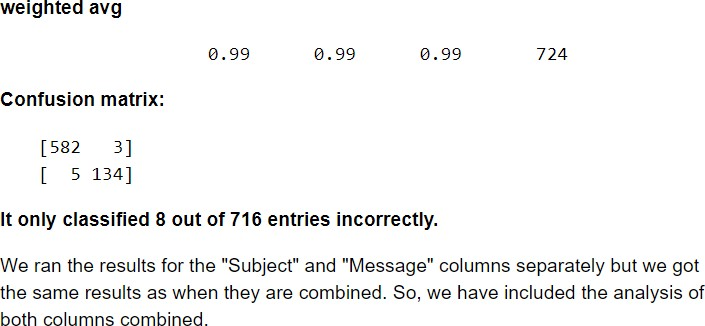 weighted avg
0.99 0.99 0.99 724
Confusion matrix:
[582 3]
[ 5 134]
It only classified 8 out of 716 entries incorrectly.
We ran the results for the "Subject" and "Message" columns separately but we got
the same results as when they are combined. So, we have included the analysis of
both columns combined.